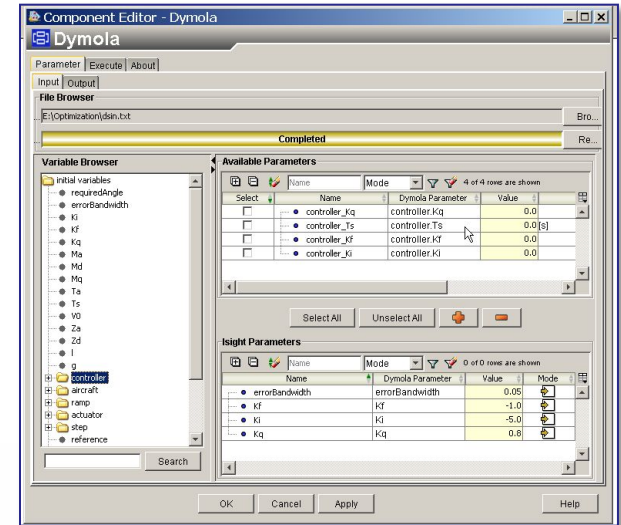 Component Editor - Dymola
Dymola
Parameter Execute About
Input Output
File Browser
E:\Optimization\dsin.txt Bro...
Completed Re...
Variable Browser
initial variables
requiredAngle
errorBandwidth
Ki
Kf
Kq
Ma
Md
Mq
Ta
Ts
V0
Za
Zd
l
g
controller
aircraft
ramp
actuator
step
reference
Search
Available Parameters
Name Mode 4 of 4 rows are shown
Select Name Dymola Parameter Value
controller_Kq controller.Kq 0.0
controller_Ts controller.Ts 0.0 [s]
controller_Kf controller.Kf 0.0
controller_Ki controller.Ki 0.0
Select All Unselect All
Isight Parameters
Name Mode 0 of 0 rows are shown
Name Dymola Parameter Value Mode
errorBandwidth errorBandwidth 0.05
Kf Kf -1.0
Ki Ki -5.0
Kq Kq 0.8
OK Cancel Apply Help